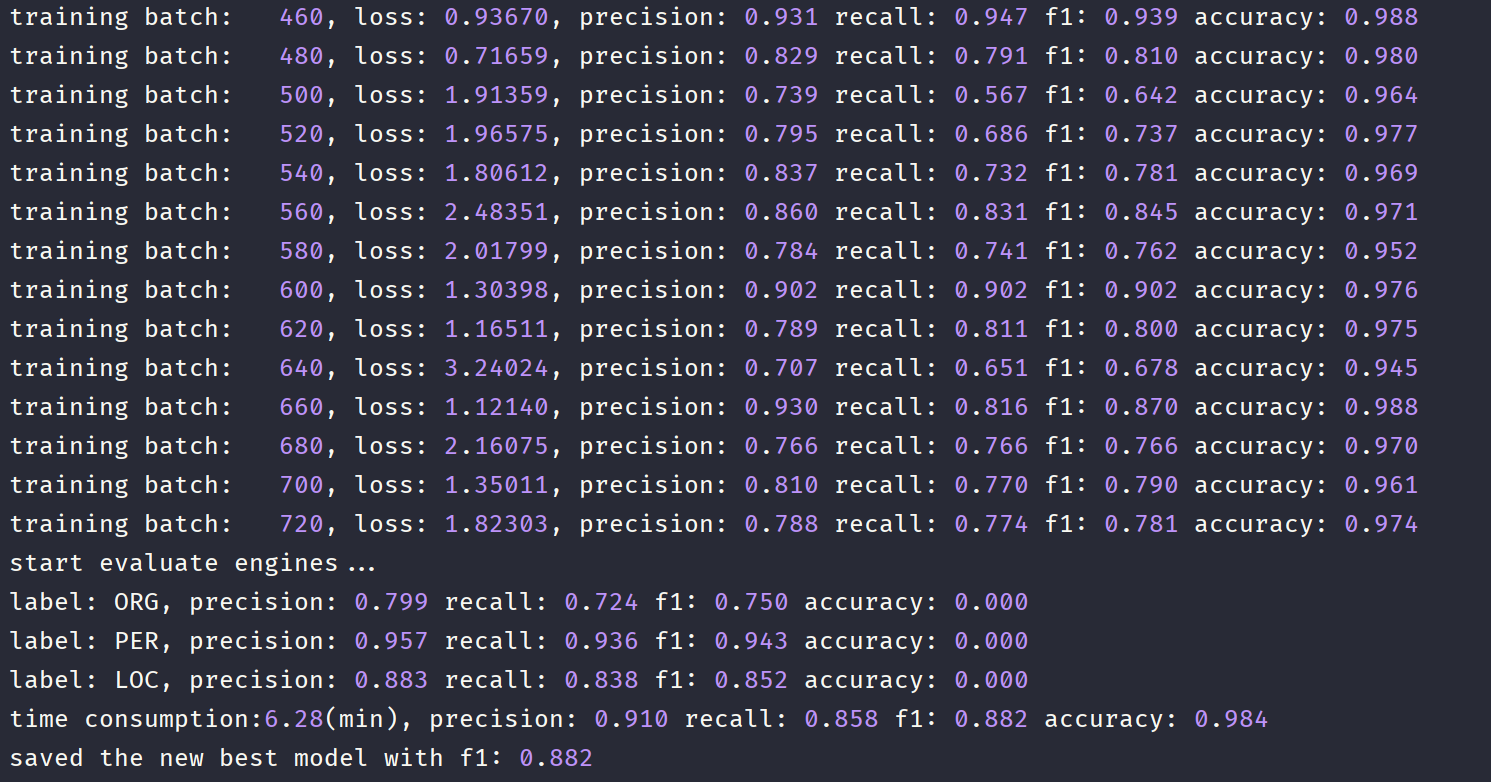 training batch:   460, loss: 0.93670, precision: 0.931 recall: 0.947 f1: 0.939 accuracy: 0.988
training batch:   480, loss: 0.71659, precision: 0.829 recall: 0.791 f1: 0.810 accuracy: 0.980
training batch:   500, loss: 1.91359, precision: 0.739 recall: 0.567 f1: 0.642 accuracy: 0.964
training batch:   520, loss: 1.96575, precision: 0.795 recall: 0.686 f1: 0.737 accuracy: 0.977
training batch:   540, loss: 1.80612, precision: 0.837 recall: 0.732 f1: 0.781 accuracy: 0.969
training batch:   560, loss: 2.48351, precision: 0.860 recall: 0.831 f1: 0.845 accuracy: 0.971
training batch:   580, loss: 2.01799, precision: 0.784 recall: 0.741 f1: 0.762 accuracy: 0.952
training batch:   600, loss: 1.30398, precision: 0.902 recall: 0.902 f1: 0.902 accuracy: 0.976
training batch:   620, loss: 1.16511, precision: 0.789 recall: 0.811 f1: 0.800 accuracy: 0.975
training batch:   640, loss: 3.24024, precision: 0.707 recall: 0.651 f1: 0.678 accuracy: 0.945
training batch:   660, loss: 1.12140, precision: 0.930 recall: 0.816 f1: 0.870 accuracy: 0.988
training batch:   680, loss: 2.16075, precision: 0.766 recall: 0.766 f1: 0.766 accuracy: 0.970
training batch:   700, loss: 1.35011, precision: 0.810 recall: 0.770 f1: 0.790 accuracy: 0.961
training batch:   720, loss: 1.82303, precision: 0.788 recall: 0.774 f1: 0.781 accuracy: 0.974
start evaluate engines...
label: ORG, precision: 0.799 recall: 0.724 f1: 0.750 accuracy: 0.000
label: PER, precision: 0.957 recall: 0.936 f1: 0.943 accuracy: 0.000
label: LOC, precision: 0.883 recall: 0.838 f1: 0.852 accuracy: 0.000
time consumption:6.28(min), precision: 0.910 recall: 0.858 f1: 0.882 accuracy: 0.984
saved the new best model with f1: 0.882